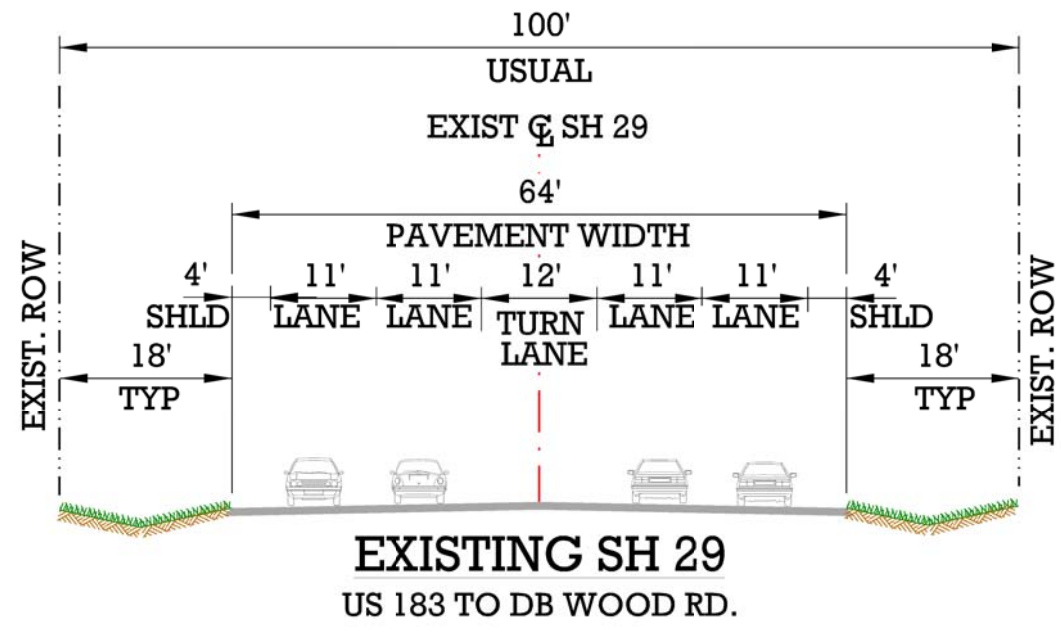 100'
USUAL
EXIST ℄ SH 29
64'
PAVEMENT WIDTH
4' 11' 11' 12' 11' 11' 4'
SHLD LANE LANE TURN LANE LANE SHLD
LANE
18' 18'
TYP TYP
EXIST. ROW
EXIST. ROW
EXISTING SH 29
US 183 TO DB WOOD RD.